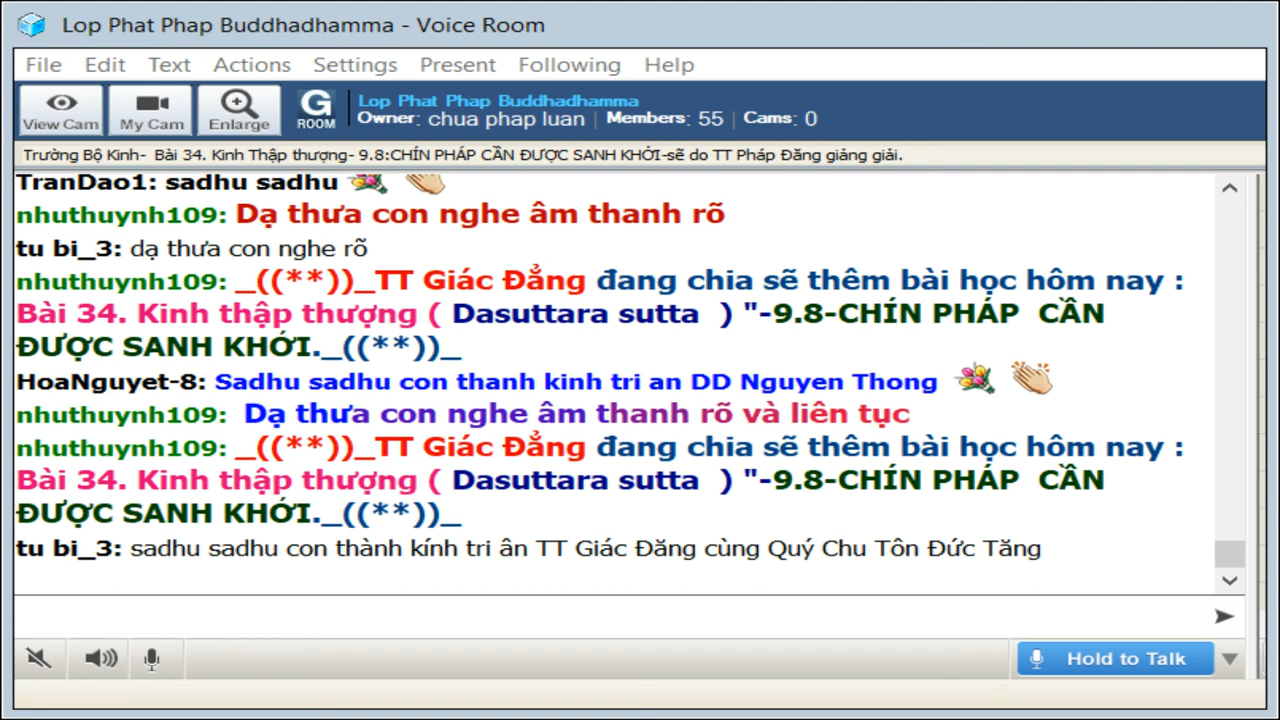 Lop Phat Phap Buddhadhamma - Voice Room
File Edit Text Actions Settings Present Following Help
View Cam My Cam Enlarge G ROOM
Lop Phat Phap Buddhadhamma
Owner: chua phap luan | Members: 55 | Cams: 0
Trường Bộ Kinh- Bài 34. Kinh Thập thượng- 9.8:CHÍN PHÁP CẦN ĐƯỢC SANH KHỞI-sẽ do TT Pháp Đăng giảng giải.
TranDao1: sadhu sadhu
nhuthuynh109: Dạ thưa con nghe âm thanh rõ
tu bi_3: dạ thưa con nghe rõ
nhuthuynh109: _((**))_TT Giác Đẳng đang chia sẽ thêm bài học hôm nay :
Bài 34. Kinh thập thượng ( Dasuttara sutta ) "-9.8-CHÍN PHÁP CẦN
ĐƯỢC SANH KHỞI._((**))_
HoaNguyet-8: Sadhu sadhu con thanh kinh tri an DD Nguyen Thong
nhuthuynh109: Dạ thưa con nghe âm thanh rõ và liên tục
nhuthuynh109: _((**))_TT Giác Đẳng đang chia sẽ thêm bài học hôm nay :
Bài 34. Kinh thập thượng ( Dasuttara sutta ) "-9.8-CHÍN PHÁP CẦN
ĐƯỢC SANH KHỞI._((**))_
tu bi_3: sadhu sadhu con thành kính tri ân TT Giác Đăng cùng Quý Chu Tôn Đức Tăng
Hold to Talk